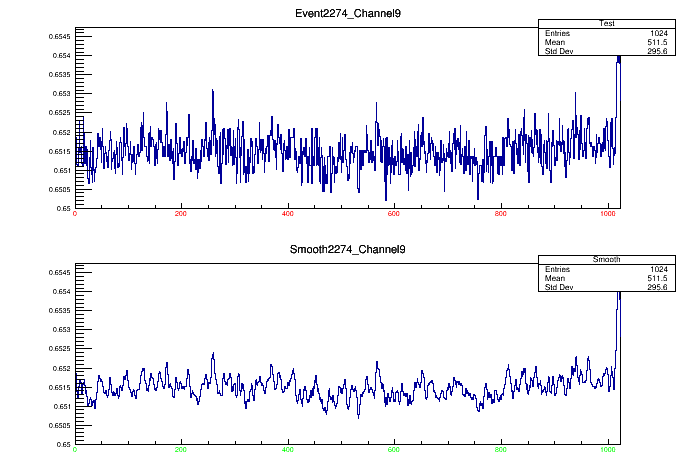 Event2274_Channel9
Test
Entries 1024
Mean 511.5
Std Dev 295.6
0.6545
0.654
0.6535
0.653
0.6525
0.652
0.6515
0.651
0.6505
0.65
0 200 400 600 800 1000
Smooth2274_Channel9
Smooth
Entries 1024
Mean 511.5
Std Dev 295.6
0.6545
0.654
0.6535
0.653
0.6525
0.652
0.6515
0.651
0.6505
0.65
0 200 400 600 800 1000